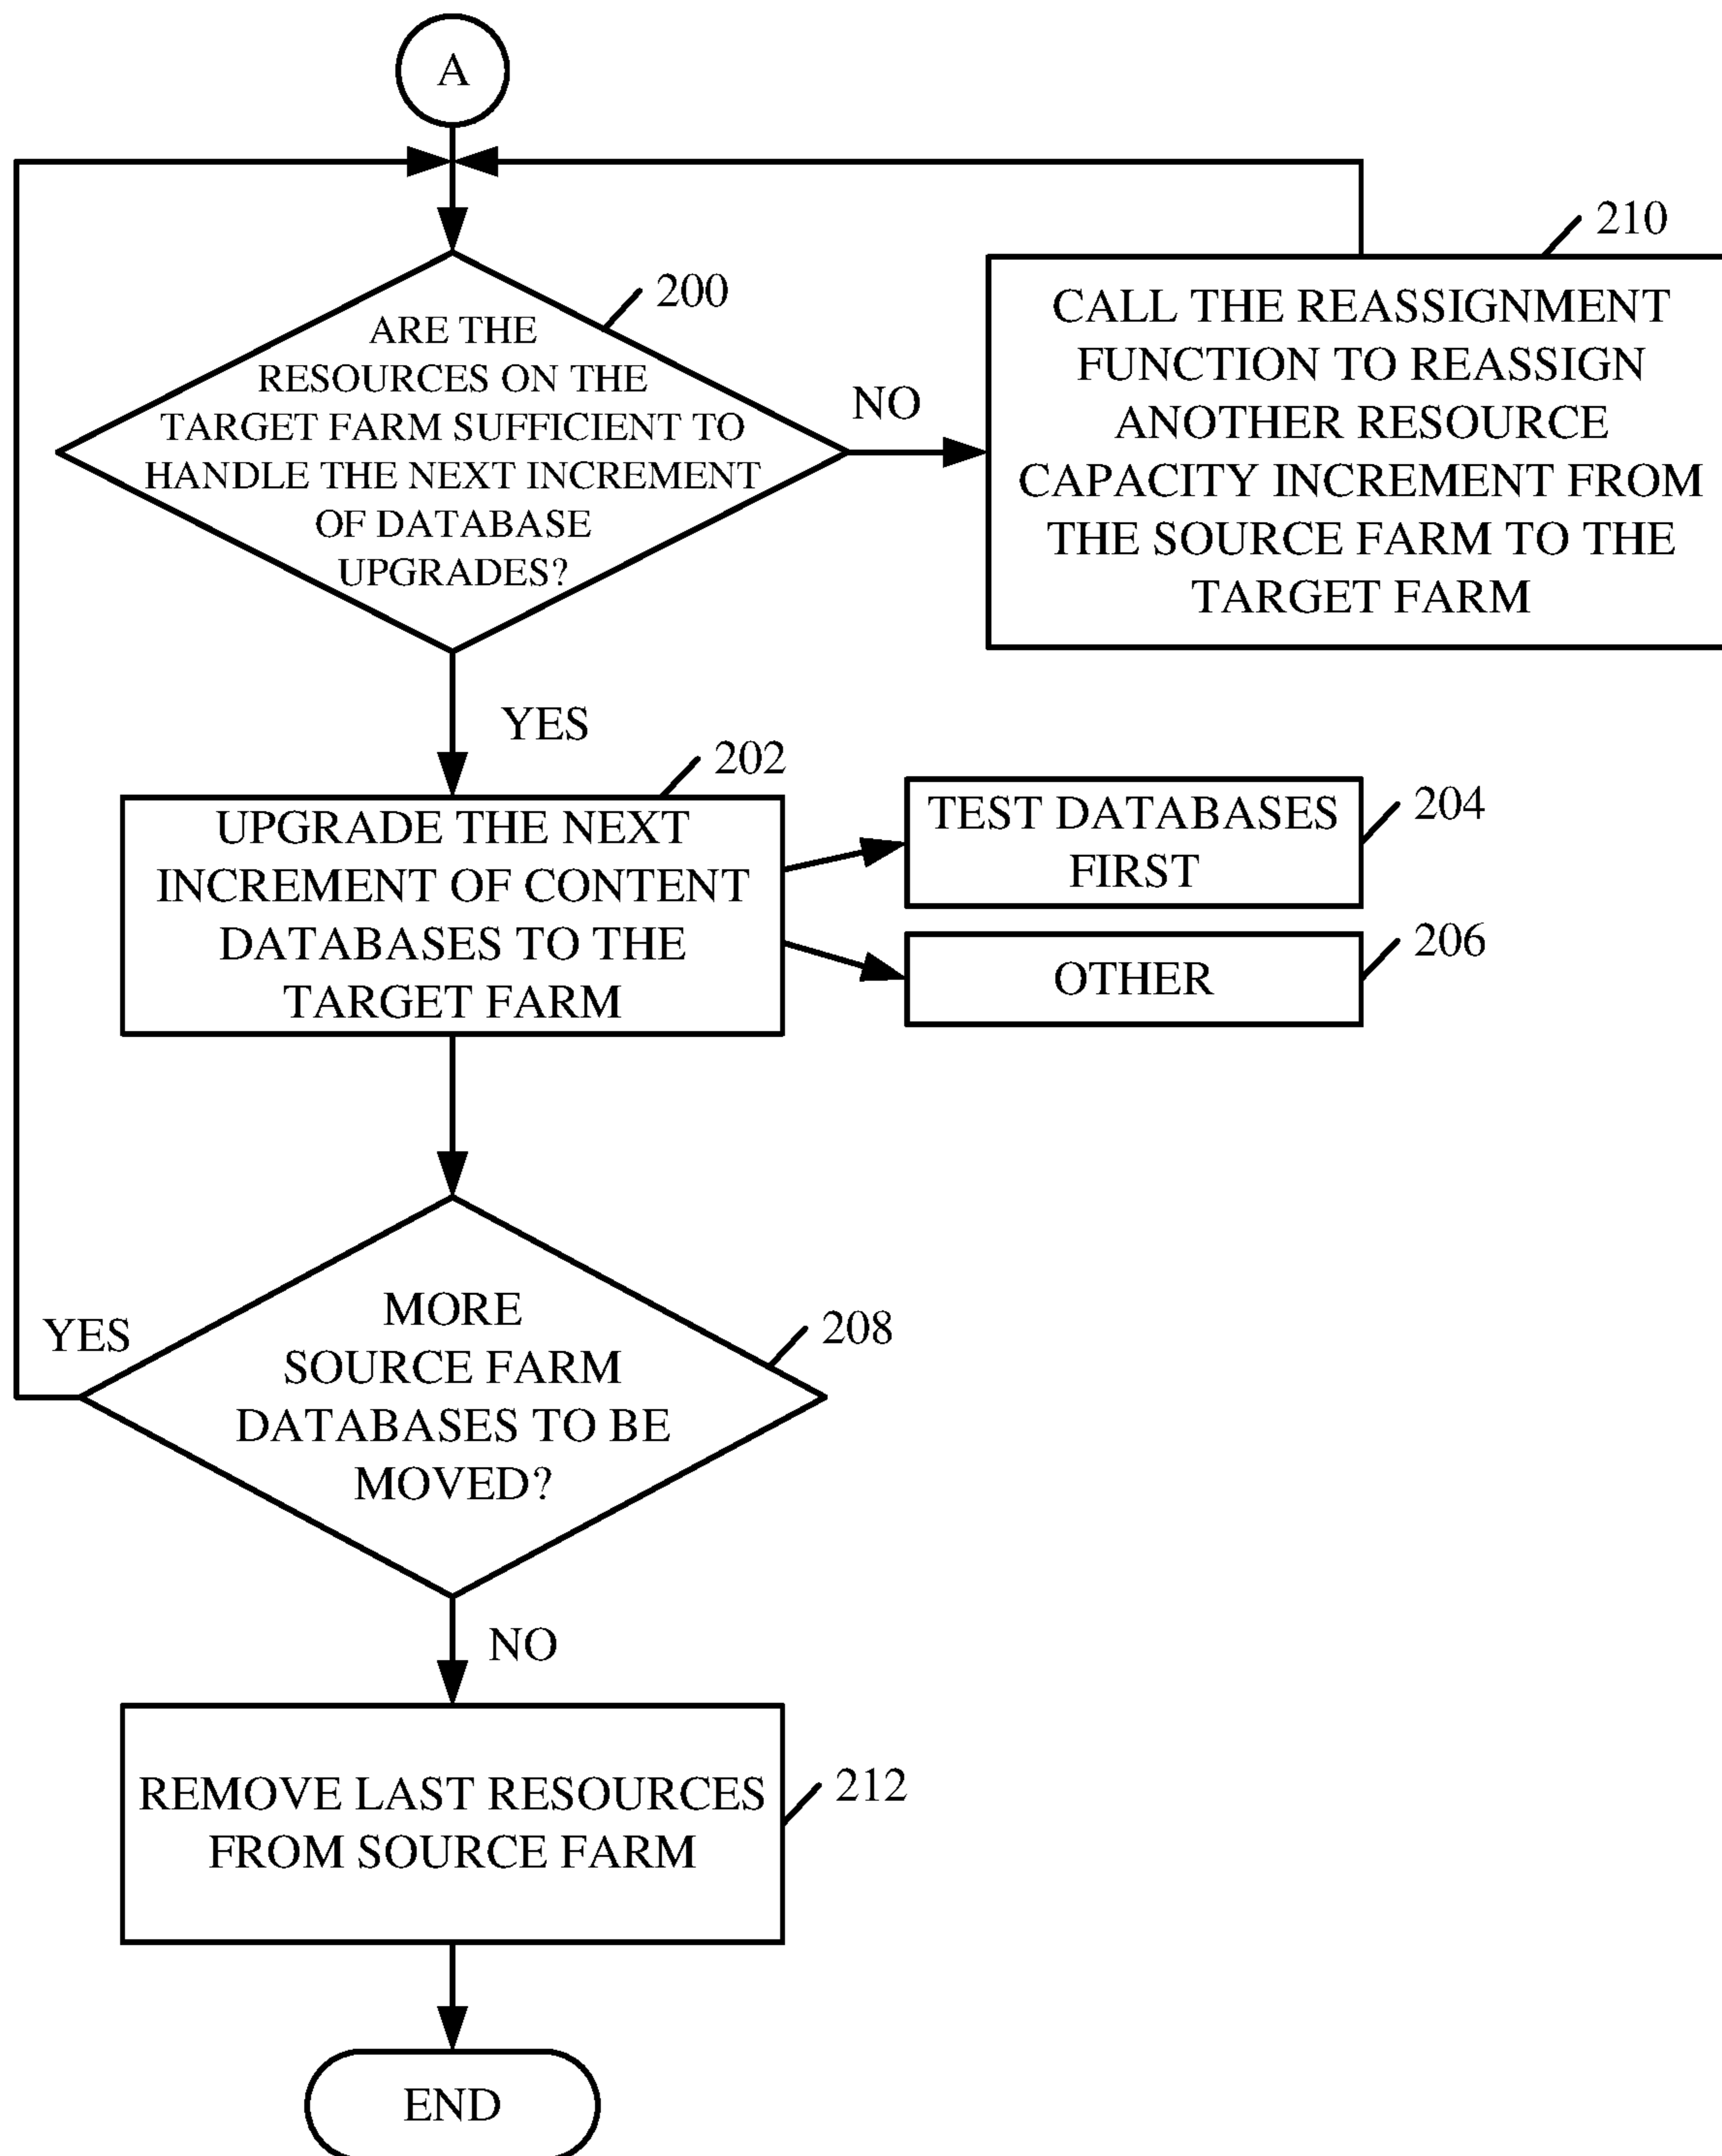 A
200
ARE THE
RESOURCES ON THE
TARGET FARM SUFFICIENT TO
HANDLE THE NEXT INCREMENT
OF DATABASE
UPGRADES?
NO
210
CALL THE REASSIGNMENT
FUNCTION TO REASSIGN
ANOTHER RESOURCE
CAPACITY INCREMENT FROM
THE SOURCE FARM TO THE
TARGET FARM
YES
202
UPGRADE THE NEXT
INCREMENT OF CONTENT
DATABASES TO THE
TARGET FARM
TEST DATABASES
FIRST
204
OTHER
206
YES
MORE
SOURCE FARM
DATABASES TO BE
MOVED?
208
NO
REMOVE LAST RESOURCES
FROM SOURCE FARM
212
END